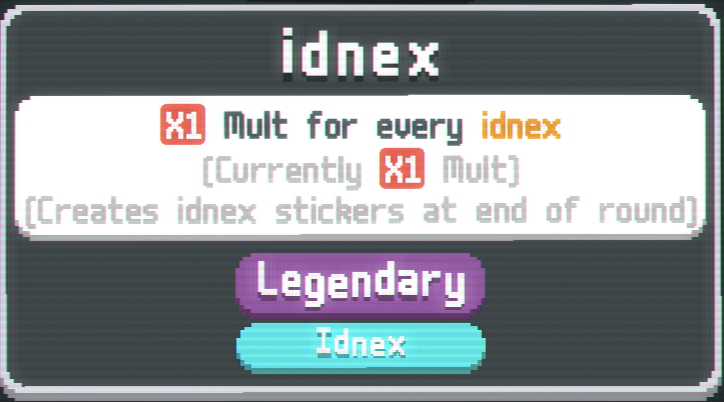 idnex
X1 Mult for every idnex
(Currently X1 Mult)
(Creates idnex stickers at end of round)
Legendary
Idnex